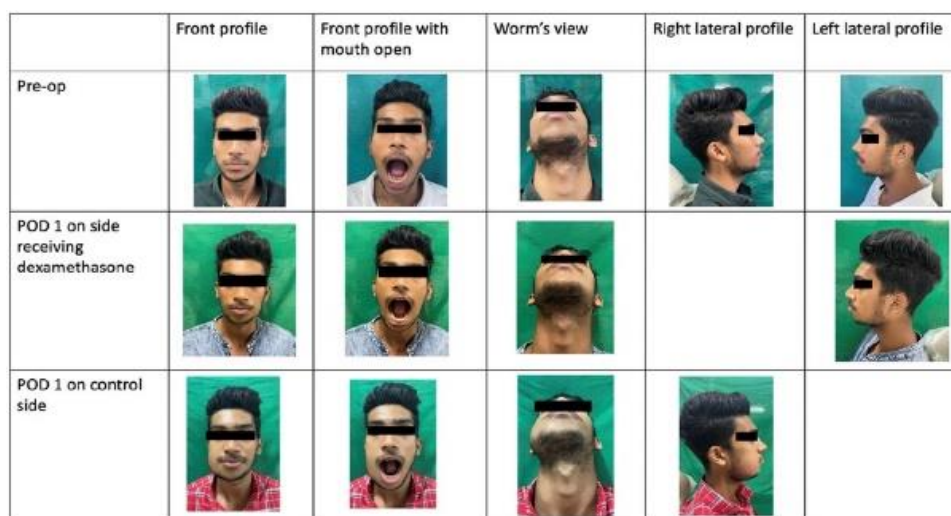 Front profile
Front profile with
mouth open
Worm's view
Right lateral profile
Left lateral profile
Pre-op
POD 1 on side
receiving
dexamethasone
POD 1 on control
side